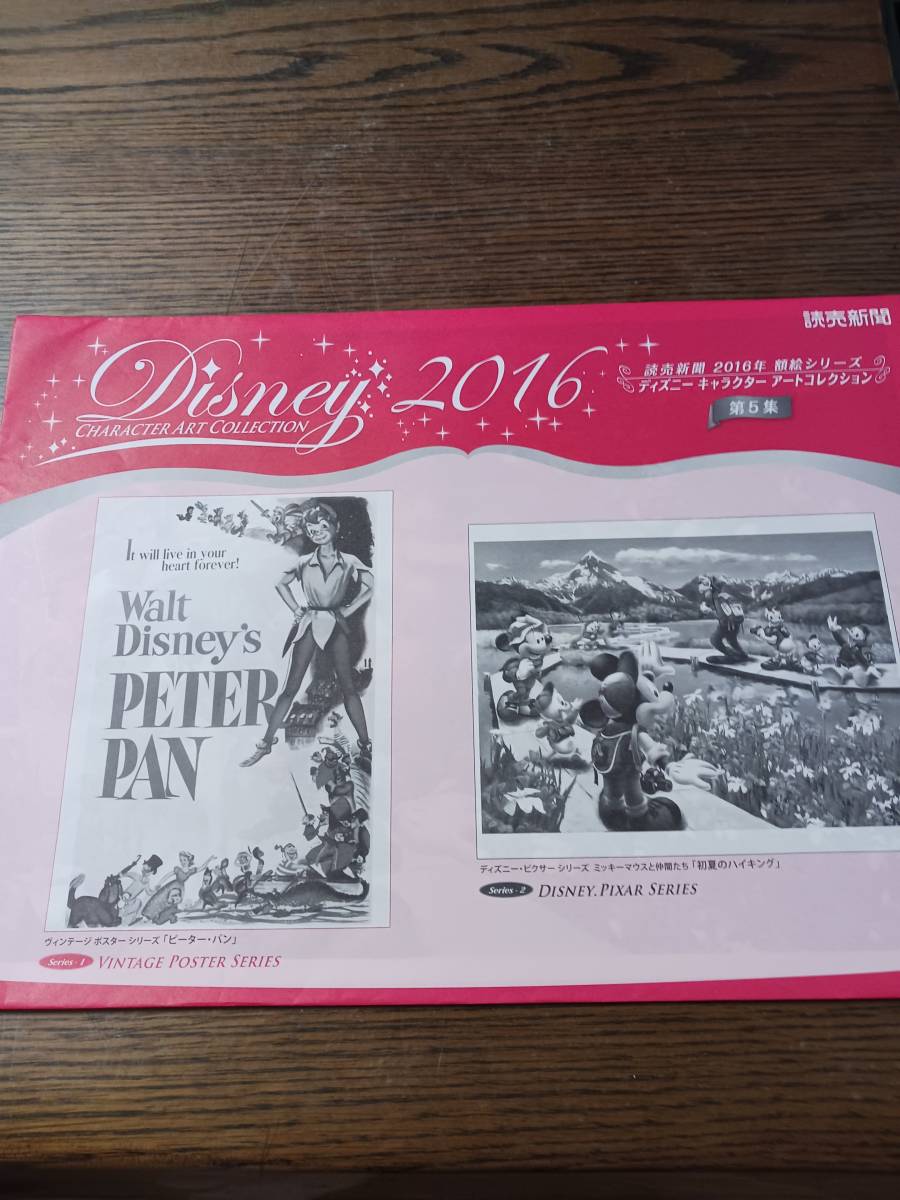 読売新聞
Disney 2016
CHARACTER ART COLLECTION
読売新聞 2016年 額絵シリーズ
ディズニー キャラクター アートコレクション
第5集
It will live in your
heart forever!
Walt
Disney's
PETER
PAN
ヴィンテージ ポスター シリーズ「ピーター・パン」
Series - 1 VINTAGE POSTER SERIES
ディズニー・ピクサー シリーズ ミッキーマウスと仲間たち「初夏のハイキング」
Series - 2 DISNEY.PIXAR SERIES